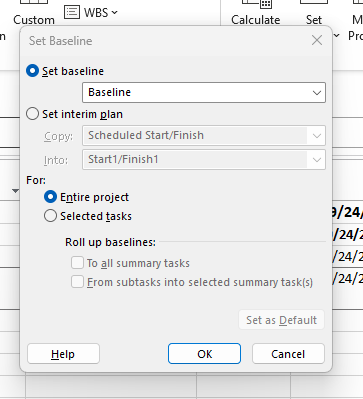 Custom
WBS
Calculate
Set
M
n
Pro
Set Baseline
Set baseline
Baseline
Set interim plan
Copy: Scheduled Start/Finish
Into: Start1/Finish1
For:
Entire project
Selected tasks
Roll up baselines:
To all summary tasks
From subtasks into selected summary task(s)
Set as Default
Help
OK
Cancel
9/24/
/24/2
/24/2
/24/2